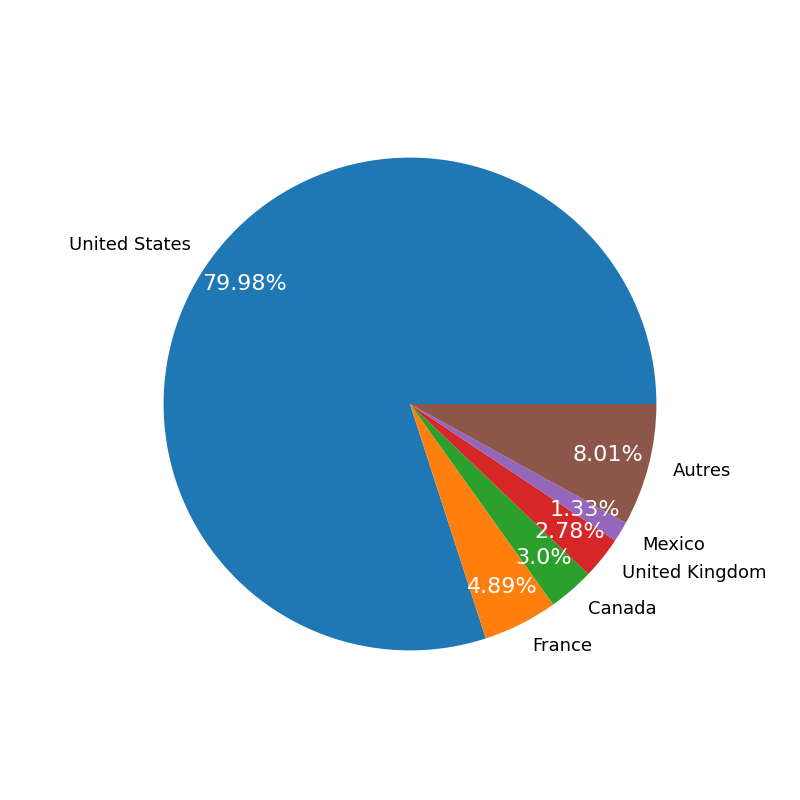 United States
79.98%
8.01%
Autres
1.33%
2.78%
Mexico
3.0%
United Kingdom
4.89%
Canada
France